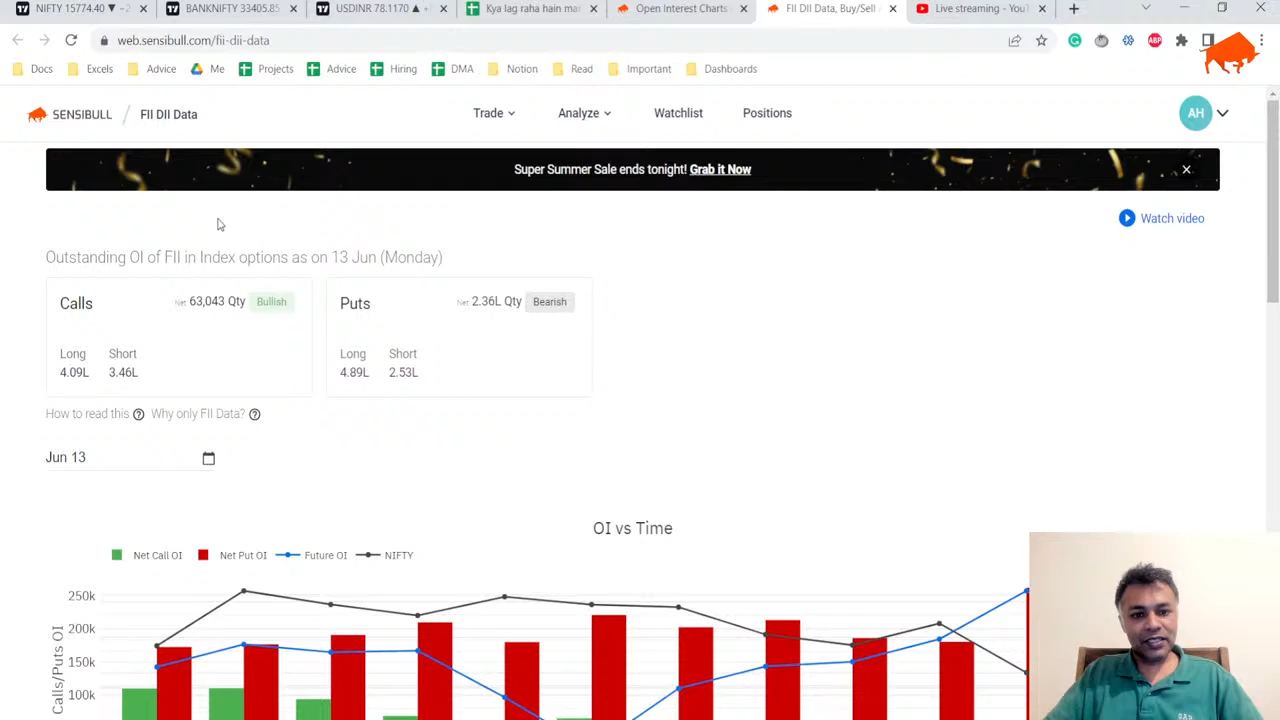 NIFTY 15774.40 ▼ −2
BANKNIFTY 33405.85
USDINR 78.1170 ▲ +
Kya lag raha hain mar
Open Interest Charts
FII DII Data, Buy/Sell
Live streaming - YouT
web.sensibull.com/fii-dii-data
ABP
Docs Excels Advice Me Projects Advice Hiring DMA Notion Read Important Dashboards
SENSIBULL / FII DII Data Trade Analyze Watchlist Positions AH
Super Summer Sale ends tonight! Grab it Now
Watch video
Outstanding OI of FII in Index options as on 13 Jun (Monday)
Calls Net 63,043 Qty Bullish
Long Short
4.09L 3.46L
Puts Net 2.36L Qty Bearish
Long Short
4.89L 2.53L
How to read this ? Why only FII Data? ?
Jun 13
OI vs Time
Net Call OI Net Put OI Future OI NIFTY
250k
200k
150k
100k
Calls/Puts OI
GAP